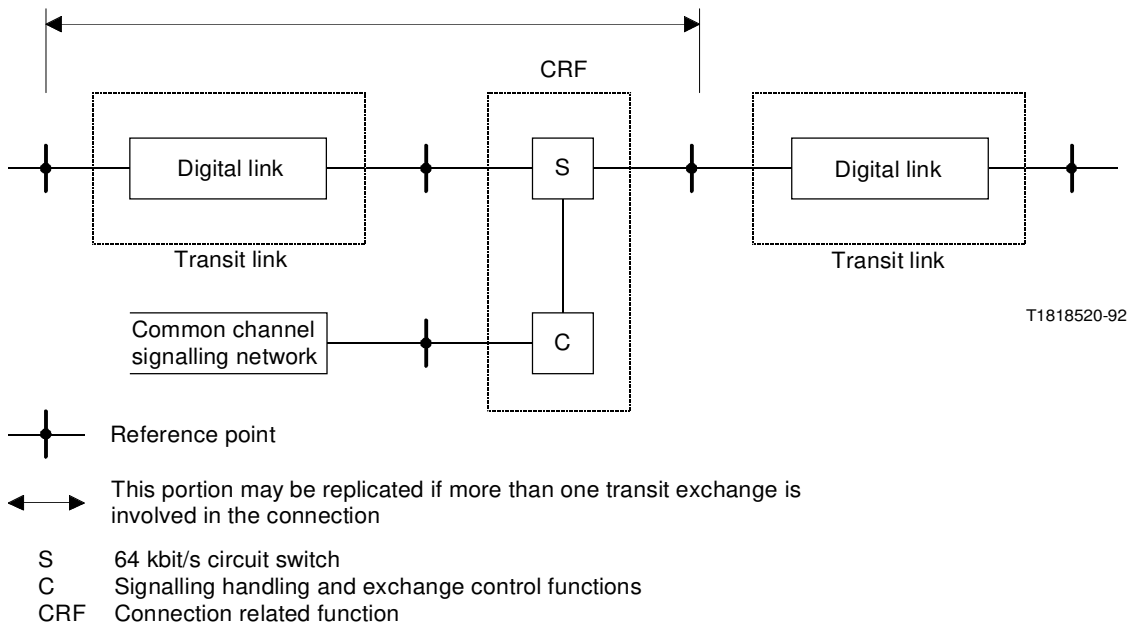 CRF
Digital link
S
Digital link
Transit link
Transit link
Common channel
signalling network
C
T1818520-92
Reference point
This portion may be replicated if more than one transit exchange is
involved in the connection
S 64 kbit/s circuit switch
C Signalling handling and exchange control functions
CRF Connection related function